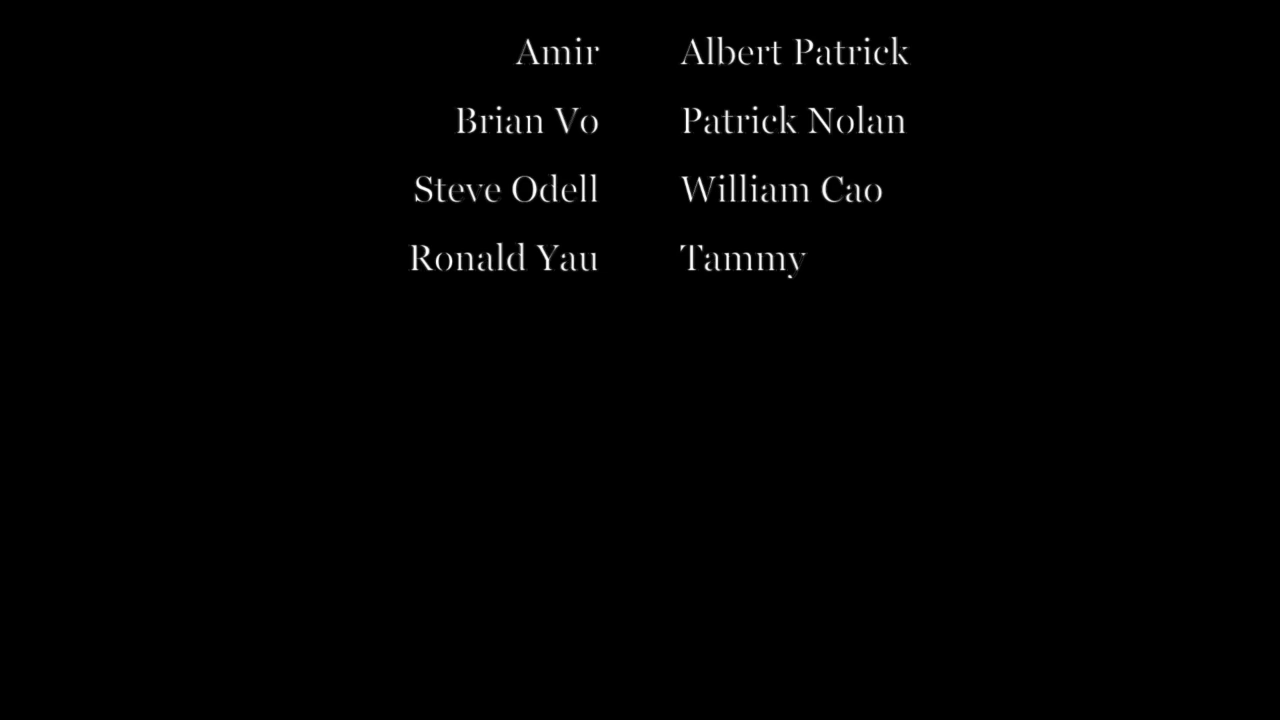 Amir Albert Patrick
Brian Vo Patrick Nolan
Steve Odell William Cao
Ronald Yau Tammy